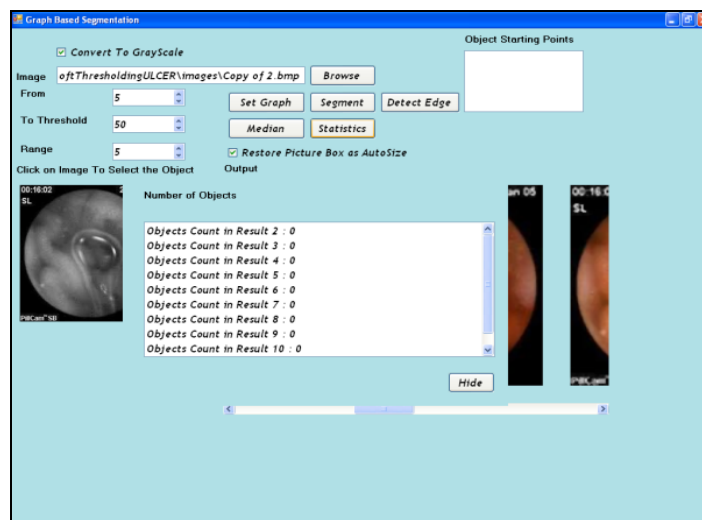 Graph Based Segmentation
Object Starting Points
Convert To GrayScale
Image oftThresholdingULCER\images\Copy of 2.bmp Browse
From 5
Set Graph Segment Detect Edge
To Threshold 50
Median Statistics
Range 5
Restore Picture Box as AutoSize
Click on Image To Select the Object Output
00:16:02 2
SL
PillCam™SB
Number of Objects
Objects Count in Result 2 : 0
Objects Count in Result 3 : 0
Objects Count in Result 4 : 0
Objects Count in Result 5 : 0
Objects Count in Result 6 : 0
Objects Count in Result 7 : 0
Objects Count in Result 8 : 0
Objects Count in Result 9 : 0
Objects Count in Result 10 : 0
Hide
an 05
00:16:0
SL